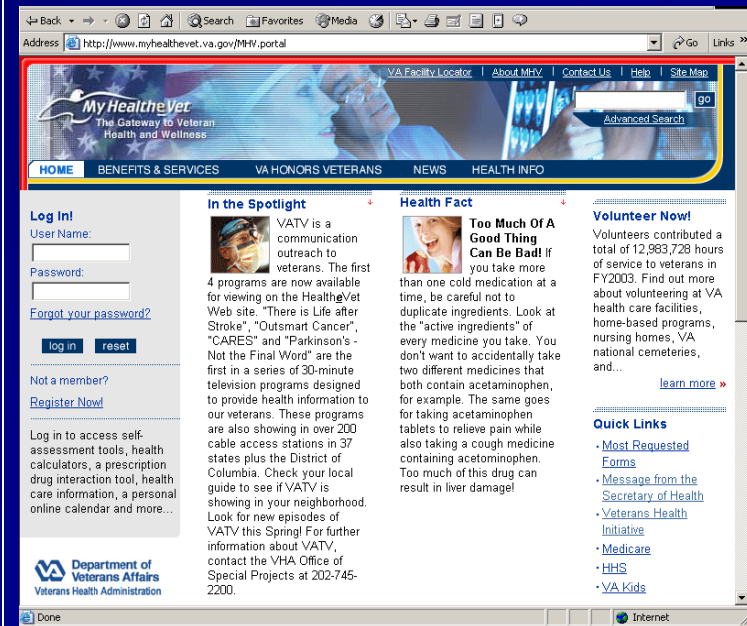 Back
Search
Favorites
Media
Address
http://www.myhealthevet.va.gov/MHV.portal
Go
Links »
VA Facility Locator | About MHV | Contact Us | Help | Site Map
go
Advanced Search
My HealtheVet
The Gateway to Veteran
Health and Wellness
HOME
BENEFITS & SERVICES
VA HONORS VETERANS
NEWS
HEALTH INFO
Log In!
User Name:
Password:
Forgot your password?
log in
reset
Not a member?
Register Now!
Log in to access self-
assessment tools, health
calculators, a prescription
drug interaction tool, health
care information, a personal
online calendar and more...
Department of
Veterans Affairs
Veterans Health Administration
In the Spotlight
VATV is a
communication
outreach to
veterans. The first
4 programs are now available
for viewing on the HealtheVet
Web site. "There is Life after
Stroke", "Outsmart Cancer",
"CARES" and "Parkinson's -
Not the Final Word" are the
first in a series of 30-minute
television programs designed
to provide health information to
our veterans. These programs
are also showing in over 200
cable access stations in 37
states plus the District of
Columbia. Check your local
guide to see if VATV is
showing in your neighborhood.
Look for new episodes of
VATV this Spring! For further
information about VATV,
contact the VHA Office of
Special Projects at 202-745-
2200.
Health Fact
Too Much Of A
Good Thing
Can Be Bad! If
you take more
than one cold medication at a
time, be careful not to
duplicate ingredients. Look at
the "active ingredients" of
every medicine you take. You
don't want to accidentally take
two different medicines that
both contain acetaminophen,
for example. The same goes
for taking acetaminophen
tablets to relieve pain while
also taking a cough medicine
containing acetominophen.
Too much of this drug can
result in liver damage!
Volunteer Now!
Volunteers contributed a
total of 12,983,728 hours
of service to veterans in
FY2003. Find out more
about volunteering at VA
health care facilities,
home-based programs,
nursing homes, VA
national cemeteries,
and...
learn more »
Quick Links
• Most Requested
Forms
• Message from the
Secretary of Health
• Veterans Health
Initiative
• Medicare
• HHS
• VA Kids
Done
Internet